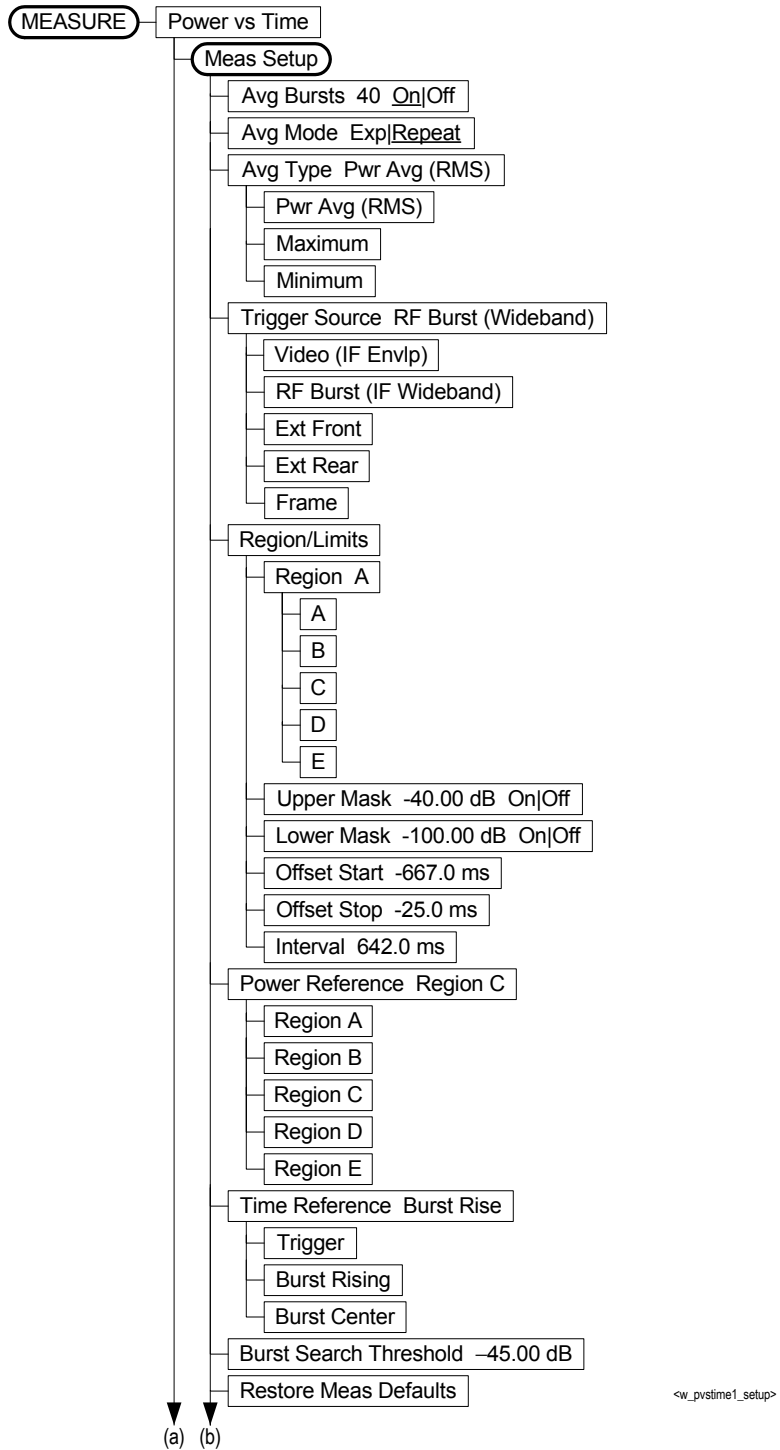 MEASURE Power vs Time
Meas Setup
Avg Bursts 40 On|Off
Avg Mode Exp|Repeat
Avg Type Pwr Avg (RMS)
Pwr Avg (RMS)
Maximum
Minimum
Trigger Source RF Burst (Wideband)
Video (IF Envlp)
RF Burst (IF Wideband)
Ext Front
Ext Rear
Frame
Region/Limits
Region A
A
B
C
D
E
Upper Mask -40.00 dB On|Off
Lower Mask -100.00 dB On|Off
Offset Start -667.0 ms
Offset Stop -25.0 ms
Interval 642.0 ms
Power Reference Region C
Region A
Region B
Region C
Region D
Region E
Time Reference Burst Rise
Trigger
Burst Rising
Burst Center
Burst Search Threshold –45.00 dB
Restore Meas Defaults <w_pvstime1_setup>
(a) (b)